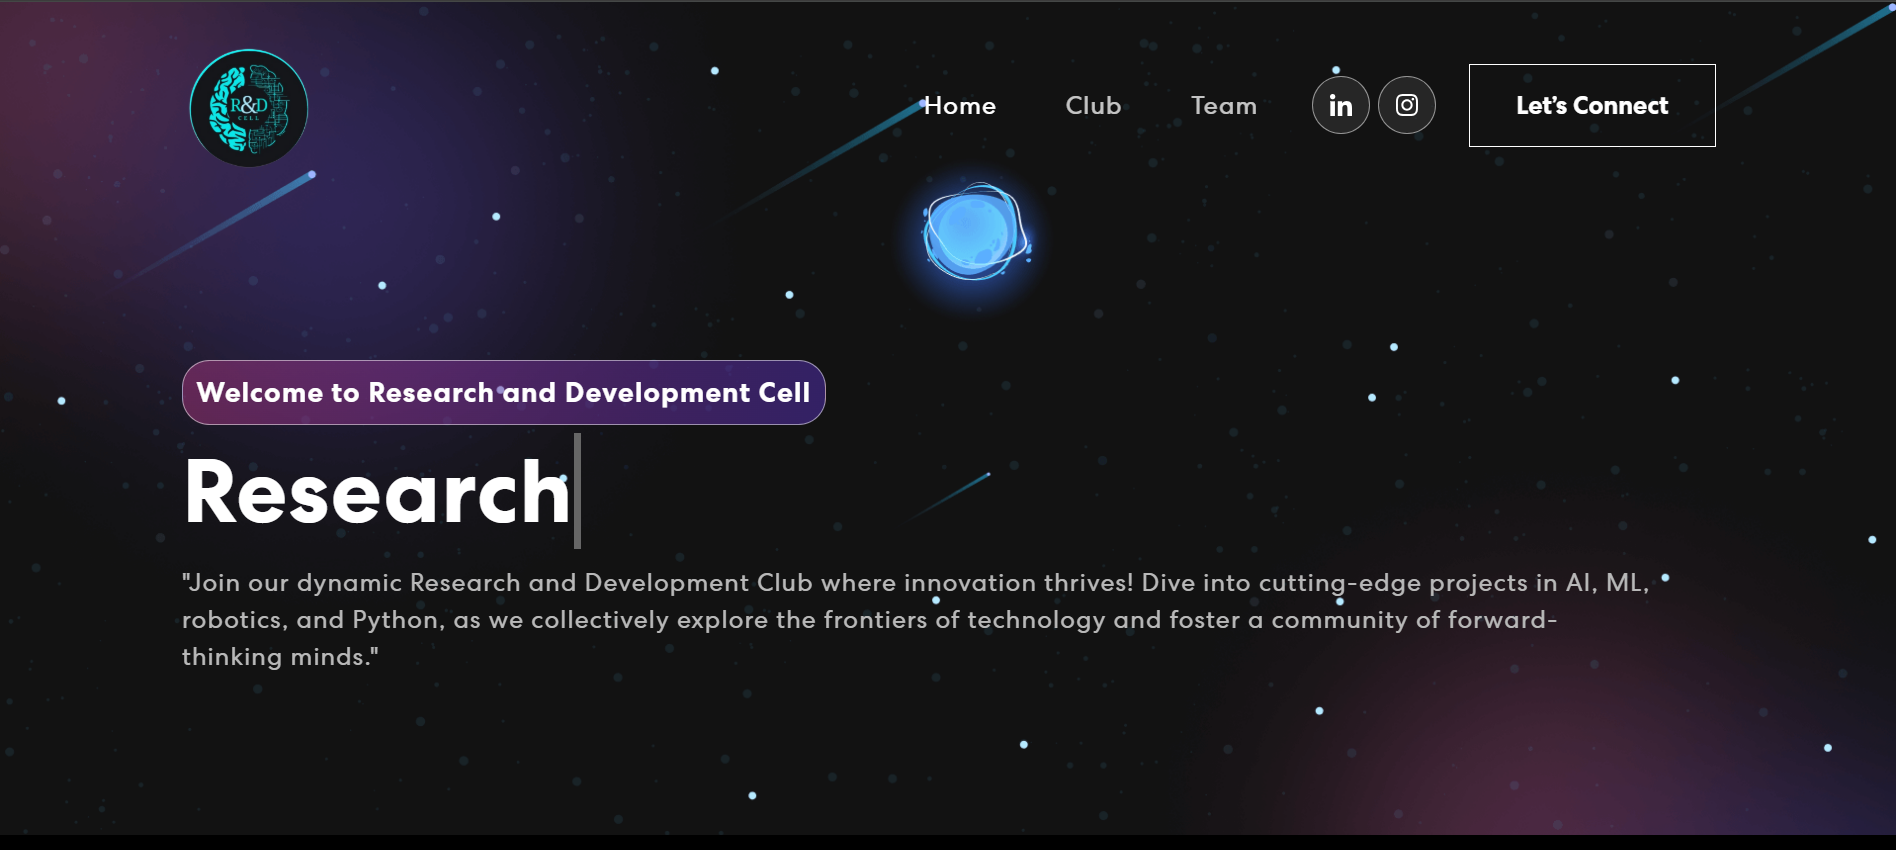 R&D
CELL
Home
Club
Team
in
Let's Connect
Welcome to Research and Development Cell
Research
"Join our dynamic Research and Development Club where innovation thrives! Dive into cutting-edge projects in AI, ML,
robotics, and Python, as we collectively explore the frontiers of technology and foster a community of forward-
thinking minds."